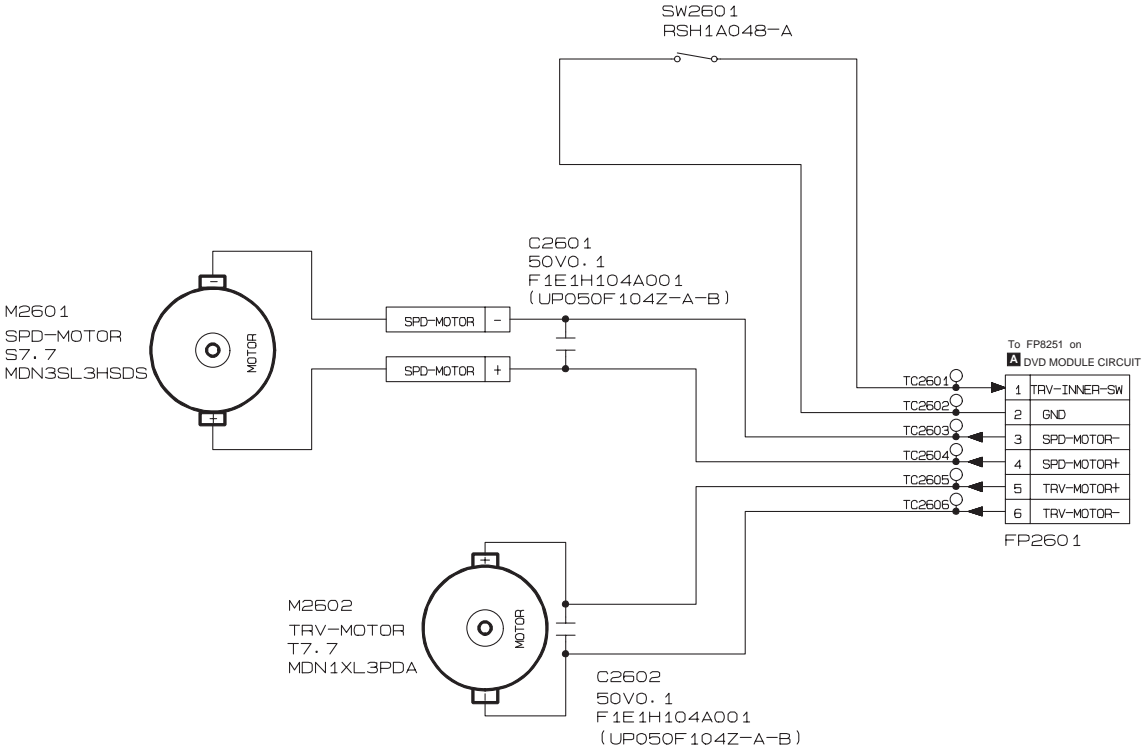 SW2601
RSH1A048-A
C2601
50V0.1
F1E1H104A001
(UP050F104Z-A-B)
M2601
SPD-MOTOR
S7.7
MDN3SL3HSDS
-
MOTOR
+
SPD-MOTOR -
SPD-MOTOR +
To FP8251 on
A DVD MODULE CIRCUIT
TC2601
TC2602
TC2603
TC2604
TC2605
TC2606
1 TRV-INNER-SW
2 GND
3 SPD-MOTOR-
4 SPD-MOTOR+
5 TRV-MOTOR+
6 TRV-MOTOR-
FP2601
M2602
TRV-MOTOR
T7.7
MDN1XL3PDA
+
MOTOR
-
C2602
50V0.1
F1E1H104A001
(UP050F104Z-A-B)